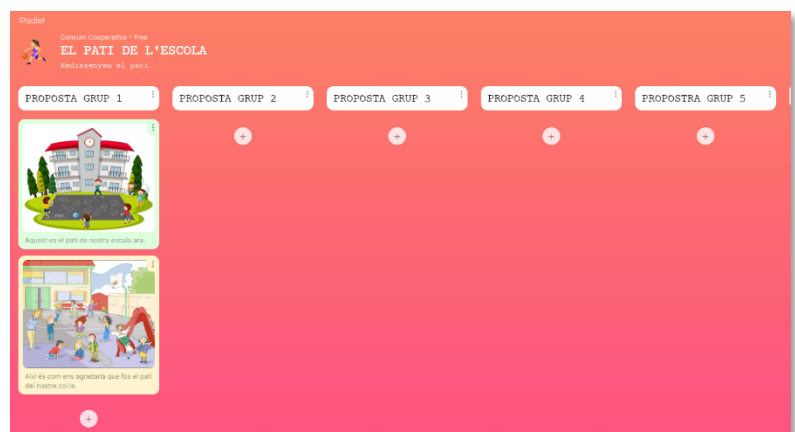 :Padlet
Consum Cooperativa • 9me
EL PATI DE L'ESCOLA
Redissenyem el pati
PROPOSTA GRUP 1
PROPOSTA GRUP 2
PROPOSTA GRUP 3
PROPOSTA GRUP 4
PROPOSTRA GRUP 5
Aquest es el pati de nostra escola ara.
Així és com ens agradaria que fos el pati
del nostre col·le.